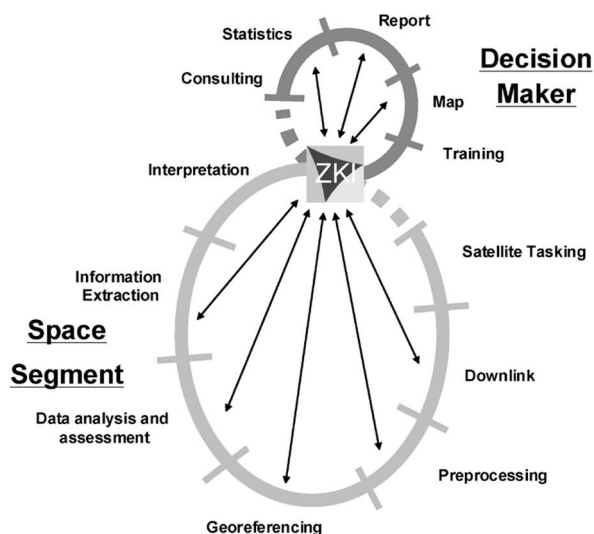 Statistics
Report
Consulting
Decision
Maker
Map
Training
ZKI
Interpretation
Satellite Tasking
Information
Extraction
Space
Segment
Downlink
Data analysis and
assessment
Preprocessing
Georeferencing